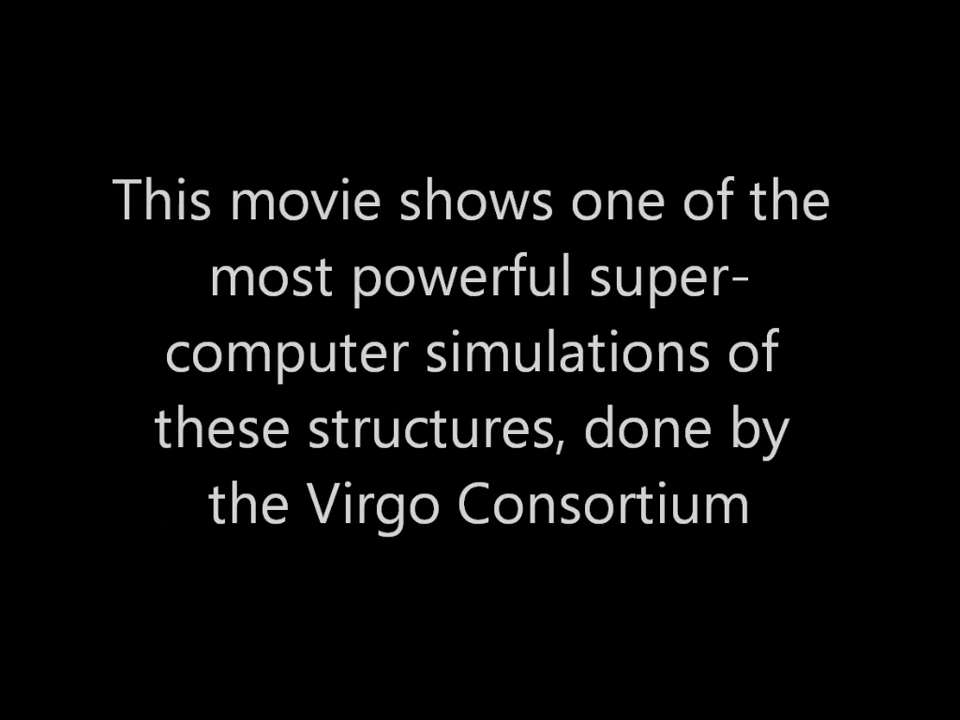 This movie shows one of the
most powerful super-
computer simulations of
these structures, done by
the Virgo Consortium